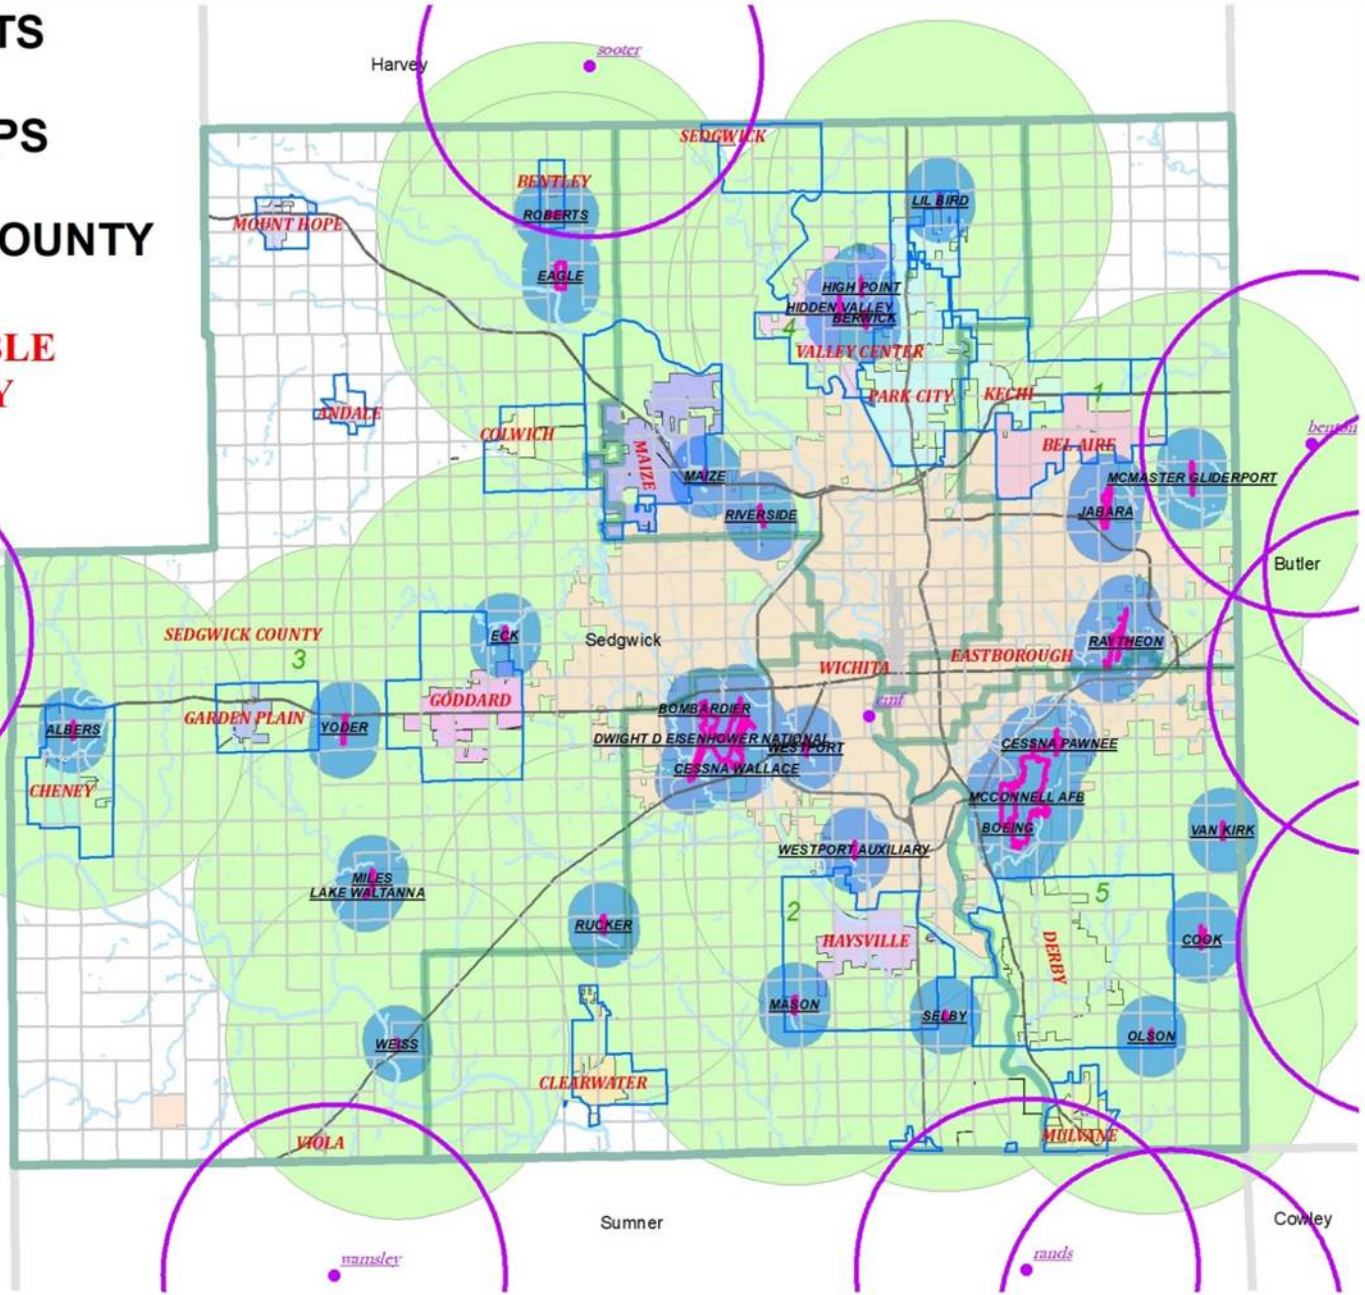 TS
PS
OUNTY
BLE
Y
sooter
Harvey
SEDGWICK
BENTLEY
ROBERTS
LIL BIRD
MOUNT HOPE
EAGLE
HIGH POINT
HIDDEN VALLEY
BERWICK
4
VALLEY CENTER
PARK CITY
KECHI
1
ANDALE
COLWICH
MAIZE
BEL AIRE
benton
MAIZE
MCMASTER GLIDERPORT
RIVERSIDE
JABARA
Butler
SEDGWICK COUNTY
3
ECK
Sedgwick
RAYTHEON
WICHITA
EASTBOROUGH
GODDARD
cmf
GARDEN PLAIN
YODER
ALBERS
BOMBARDIER
DWIGHT D EISENHOWER NATIONAL
WESTPORT
CESSNA WALLACE
CESSNA PAWNEE
CHENEY
MCCONNELL AFB
BOEING
VAN KIRK
WESTPORT AUXILIARY
MILES
LAKE WALTANNA
RUCKER
2
5
HAYSVILLE
DERBY
COOK
MASON
SELBY
OLSON
WEISS
CLEARWATER
VIOLA
MULVANE
Sumner
Cowley
wamsley
rands